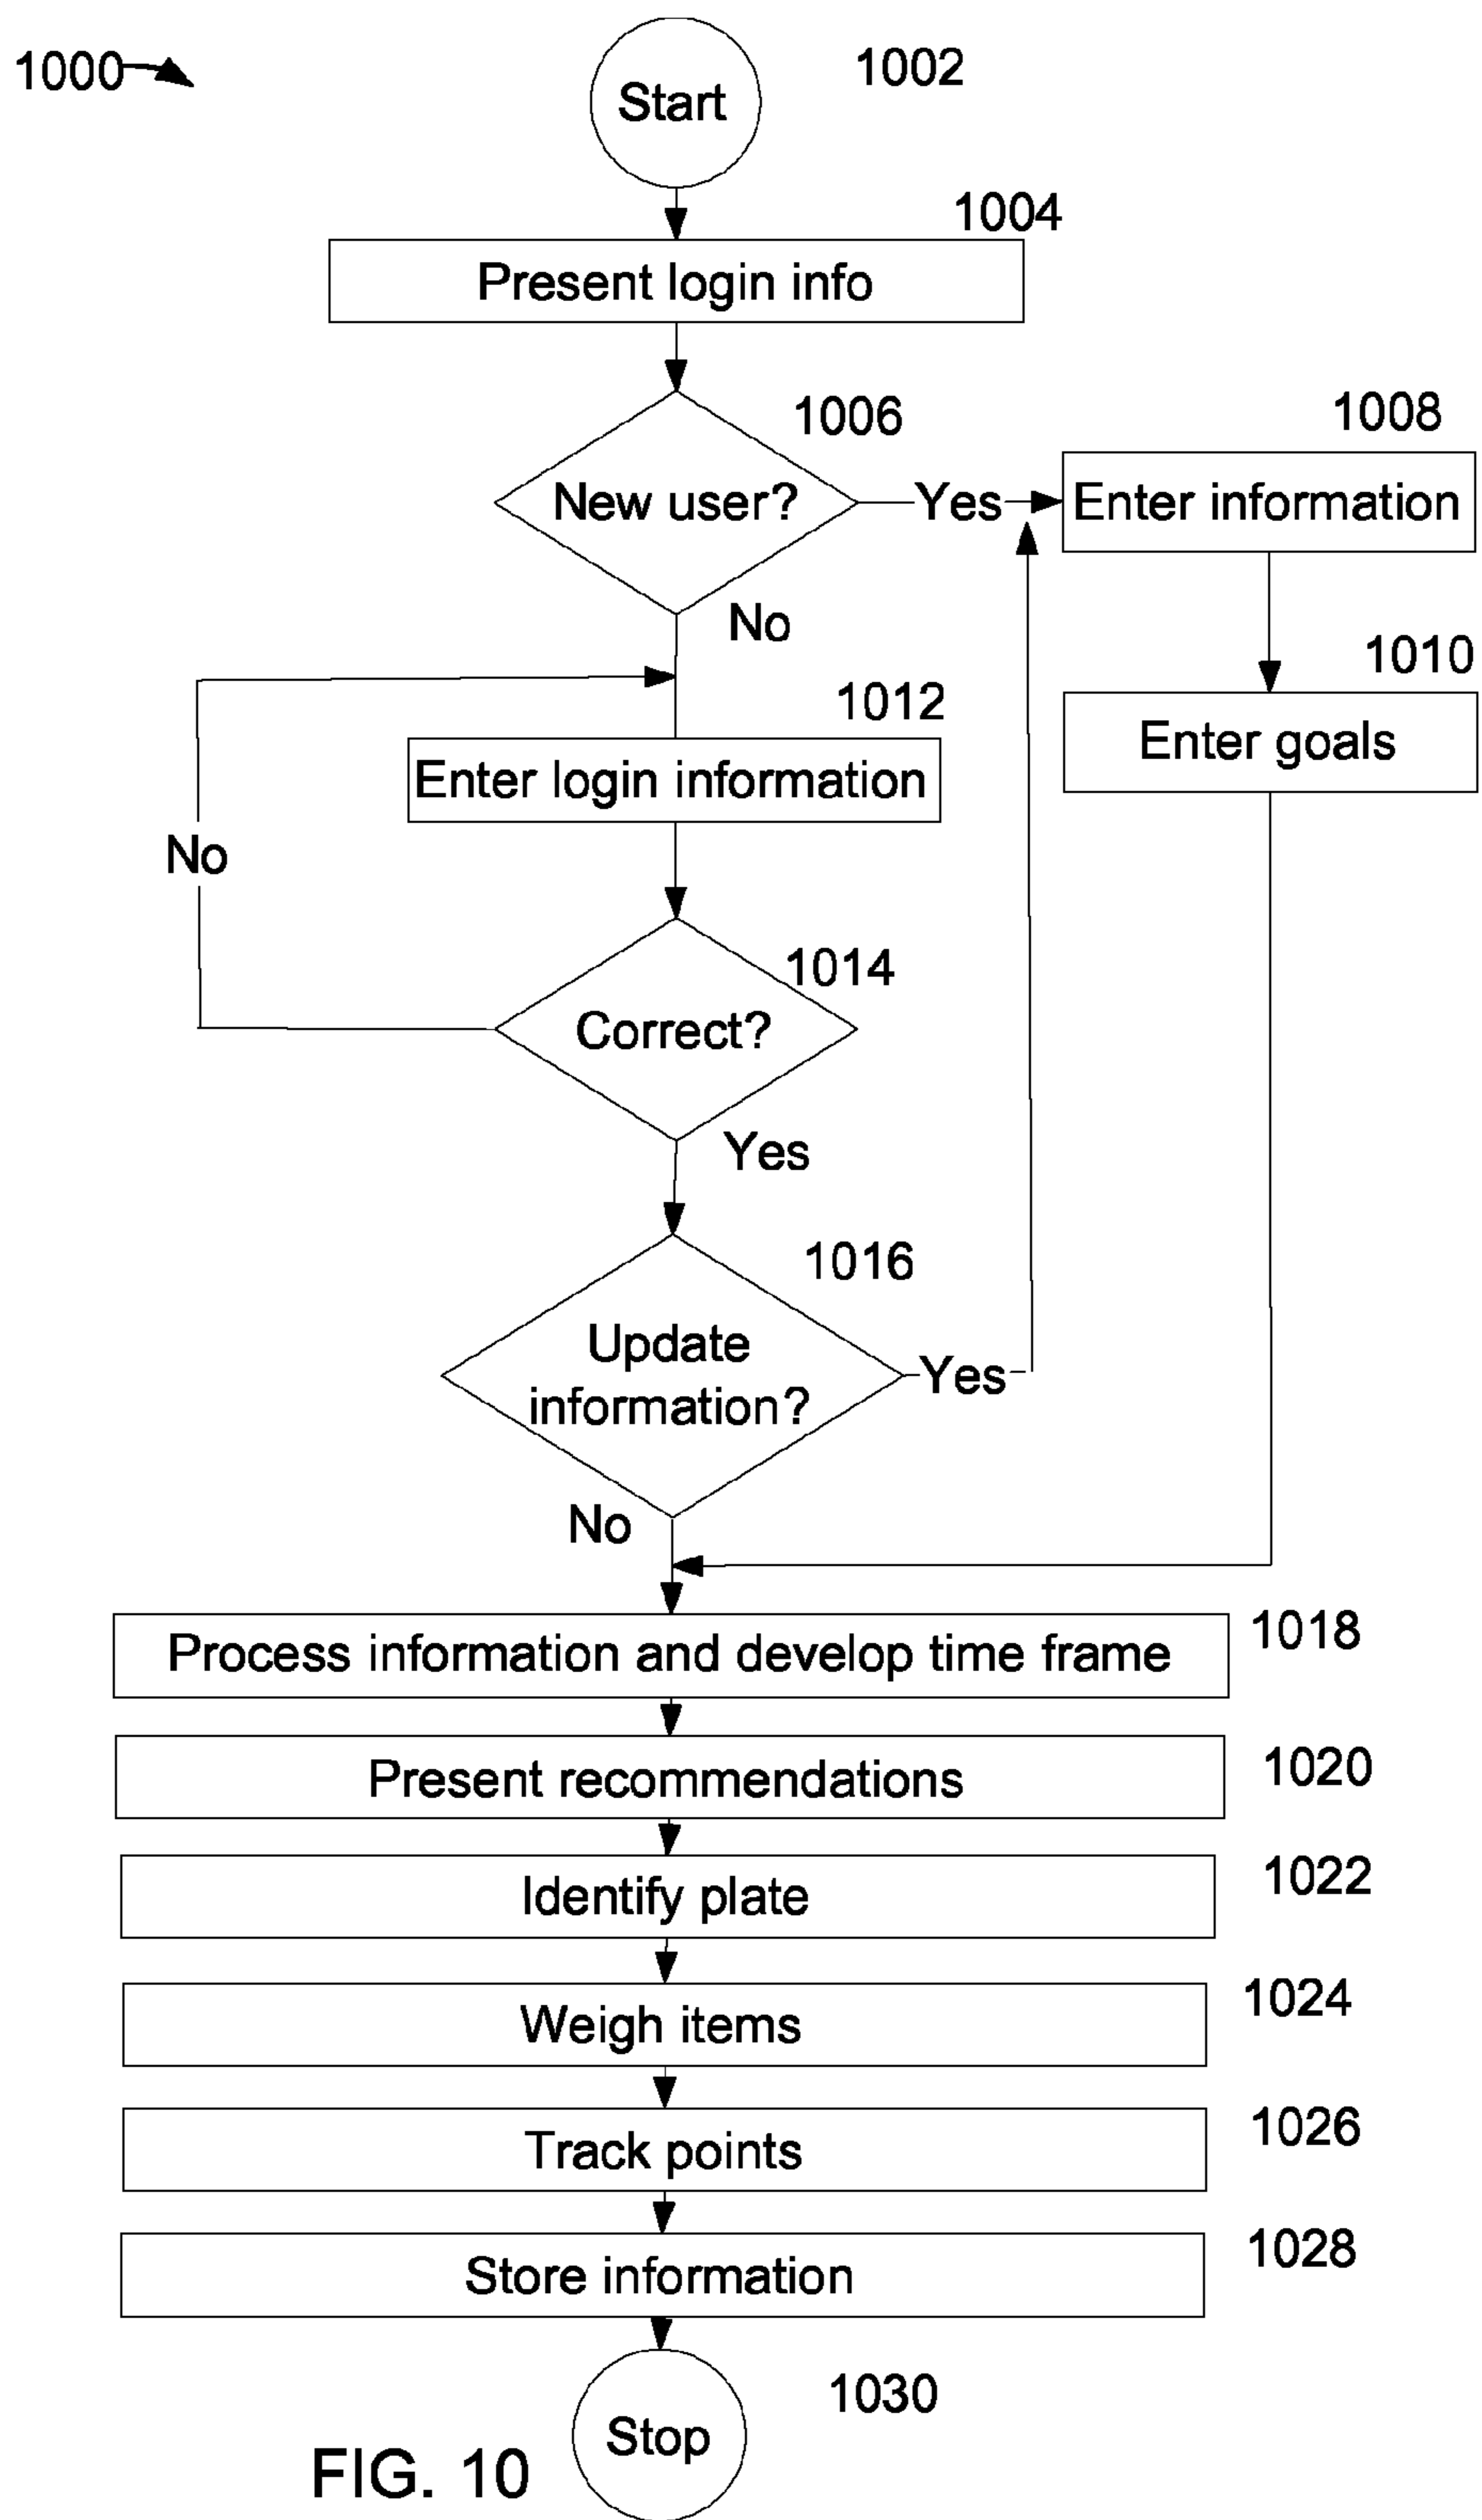 1000
Start
1002
1004
Present login info
1006
New user?
Yes
1008
Enter information
No
1010
Enter goals
1012
Enter login information
No
1014
Correct?
Yes
1016
Update
information?
Yes
No
Process information and develop time frame
1018
Present recommendations
1020
Identify plate
1022
Weigh items
1024
Track points
1026
Store information
1028
Stop
1030
FIG. 10